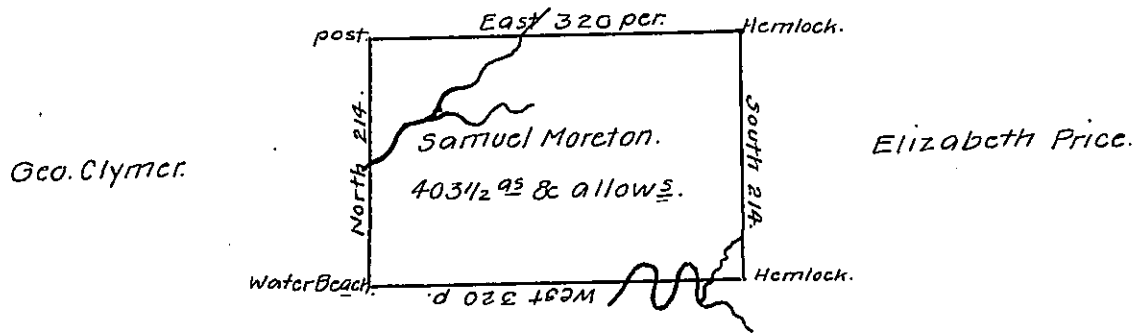 East 320 per.
post.
Hemlock.
North 214.
South 214.
Samuel Moreton.
403 1/2 as & allows.
Geo. Clymer.
Elizabeth Price.
Water Beach.
Hemlock.
West 320 p.